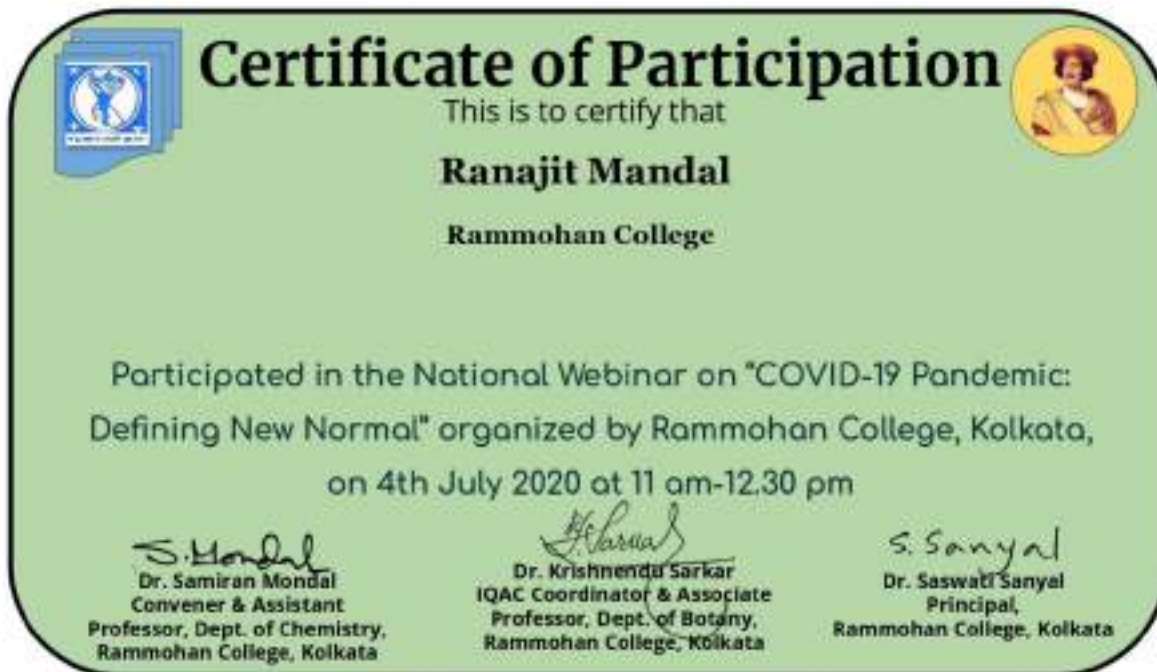 Certificate of Participation
This is to certify that
Ranajit Mandal
Rammohan College
Participated in the National Webinar on "COVID-19 Pandemic:
Defining New Normal" organized by Rammohan College, Kolkata,
on 4th July 2020 at 11 am-12.30 pm
S. Mondal
Dr. Samiran Mondal
Convener & Assistant
Professor, Dept. of Chemistry,
Rammohan College, Kolkata
Dr. Krishnendu Sarkar
IQAC Coordinator & Associate
Professor, Dept. of Botany,
Rammohan College, Kolkata
S. Sanyal
Dr. Saswati Sanyal
Principal,
Rammohan College, Kolkata